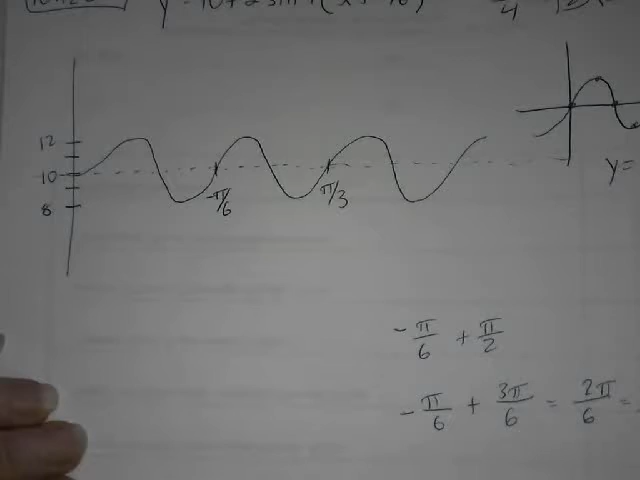 12
10
8
-π/6
π/3
y =
-π/6 + π/2
-π/6 + 3π/6 = 2π/6 =